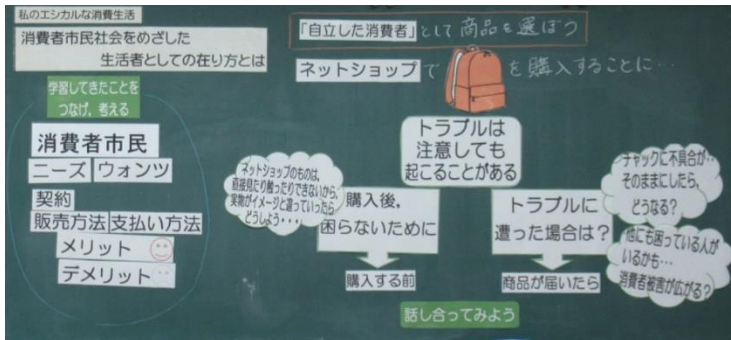 私のエシカルな消費生活
消費者市民社会をめざした
生活者としての在り方とは
学習してきたことを
つなげ，考える
消費者市民
ニーズ ウォンツ
契約
販売方法 支払い方法
メリット
デメリット
「自立した消費者」として商品を選ぼう
ネットショップで を購入することに…
トラブルは
注意しても
起こることがある
ネットショップのものは、
直接見たり触ったりできないから、
実物がイメージと違っていったら
どうしよう・・・
購入後，
困らないために
購入する前
トラブルに
遭った場合は？
商品が届いたら
チャックに不具合が…
そのままにしたら、
どうなる？
他にも困っている人が
いるかも…
消費者被害が広がる？
話し合ってみよう